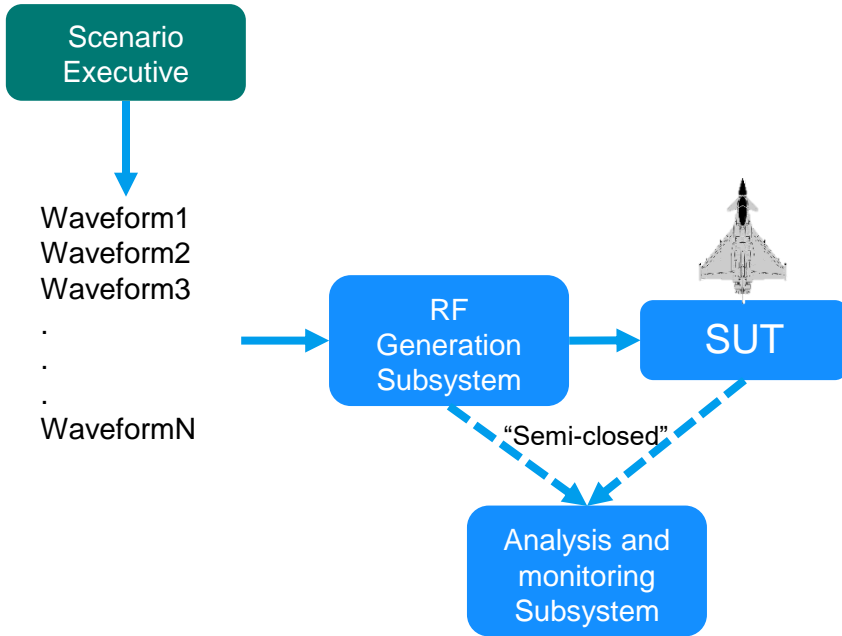 Scenario
Executive
Waveform1
Waveform2
Waveform3
.
.
.
WaveformN
RF
Generation
Subsystem
SUT
“Semi-closed”
Analysis and
monitoring
Subsystem